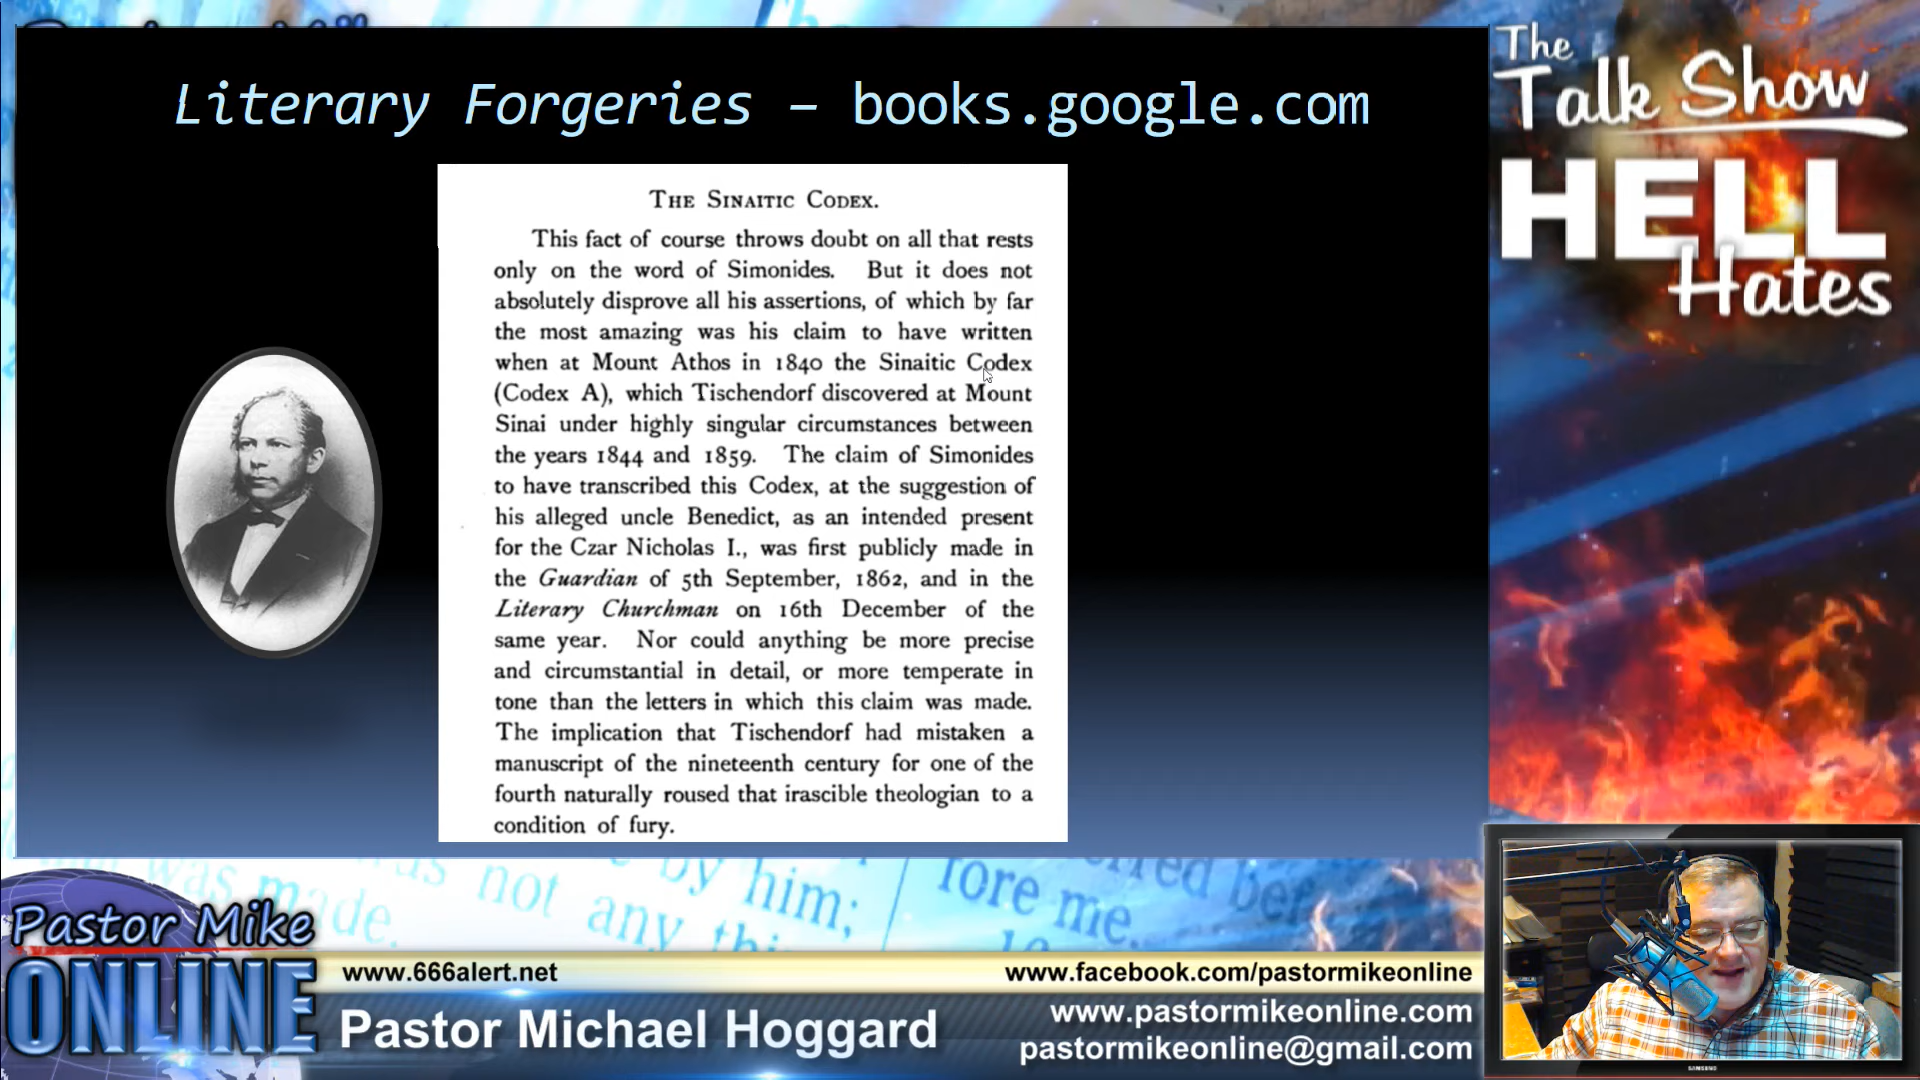 Literary Forgeries – books.google.com
THE SINAITIC CODEX.
This fact of course throws doubt on all that rests
only on the word of Simonides. But it does not
absolutely disprove all his assertions, of which by far
the most amazing was his claim to have written
when at Mount Athos in 1840 the Sinaitic Codex
(Codex A), which Tischendorf discovered at Mount
Sinai under highly singular circumstances between
the years 1844 and 1859. The claim of Simonides
to have transcribed this Codex, at the suggestion of
his alleged uncle Benedict, as an intended present
for the Czar Nicholas I., was first publicly made in
the Guardian of 5th September, 1862, and in the
Literary Churchman on 16th December of the
same year. Nor could anything be more precise
and circumstantial in detail, or more temperate in
tone than the letters in which this claim was made.
The implication that Tischendorf had mistaken a
manuscript of the nineteenth century for one of the
fourth naturally roused that irascible theologian to a
condition of fury.
The
Talk Show
HELL
Hates
was made.
was not any
by him;
fore me.
Pastor Mike
ONLINE
www.666alert.net
www.facebook.com/pastormikeonline
Pastor Michael Hoggard
www.pastormikeonline.com
pastormikeonline@gmail.com
SAMSUNG